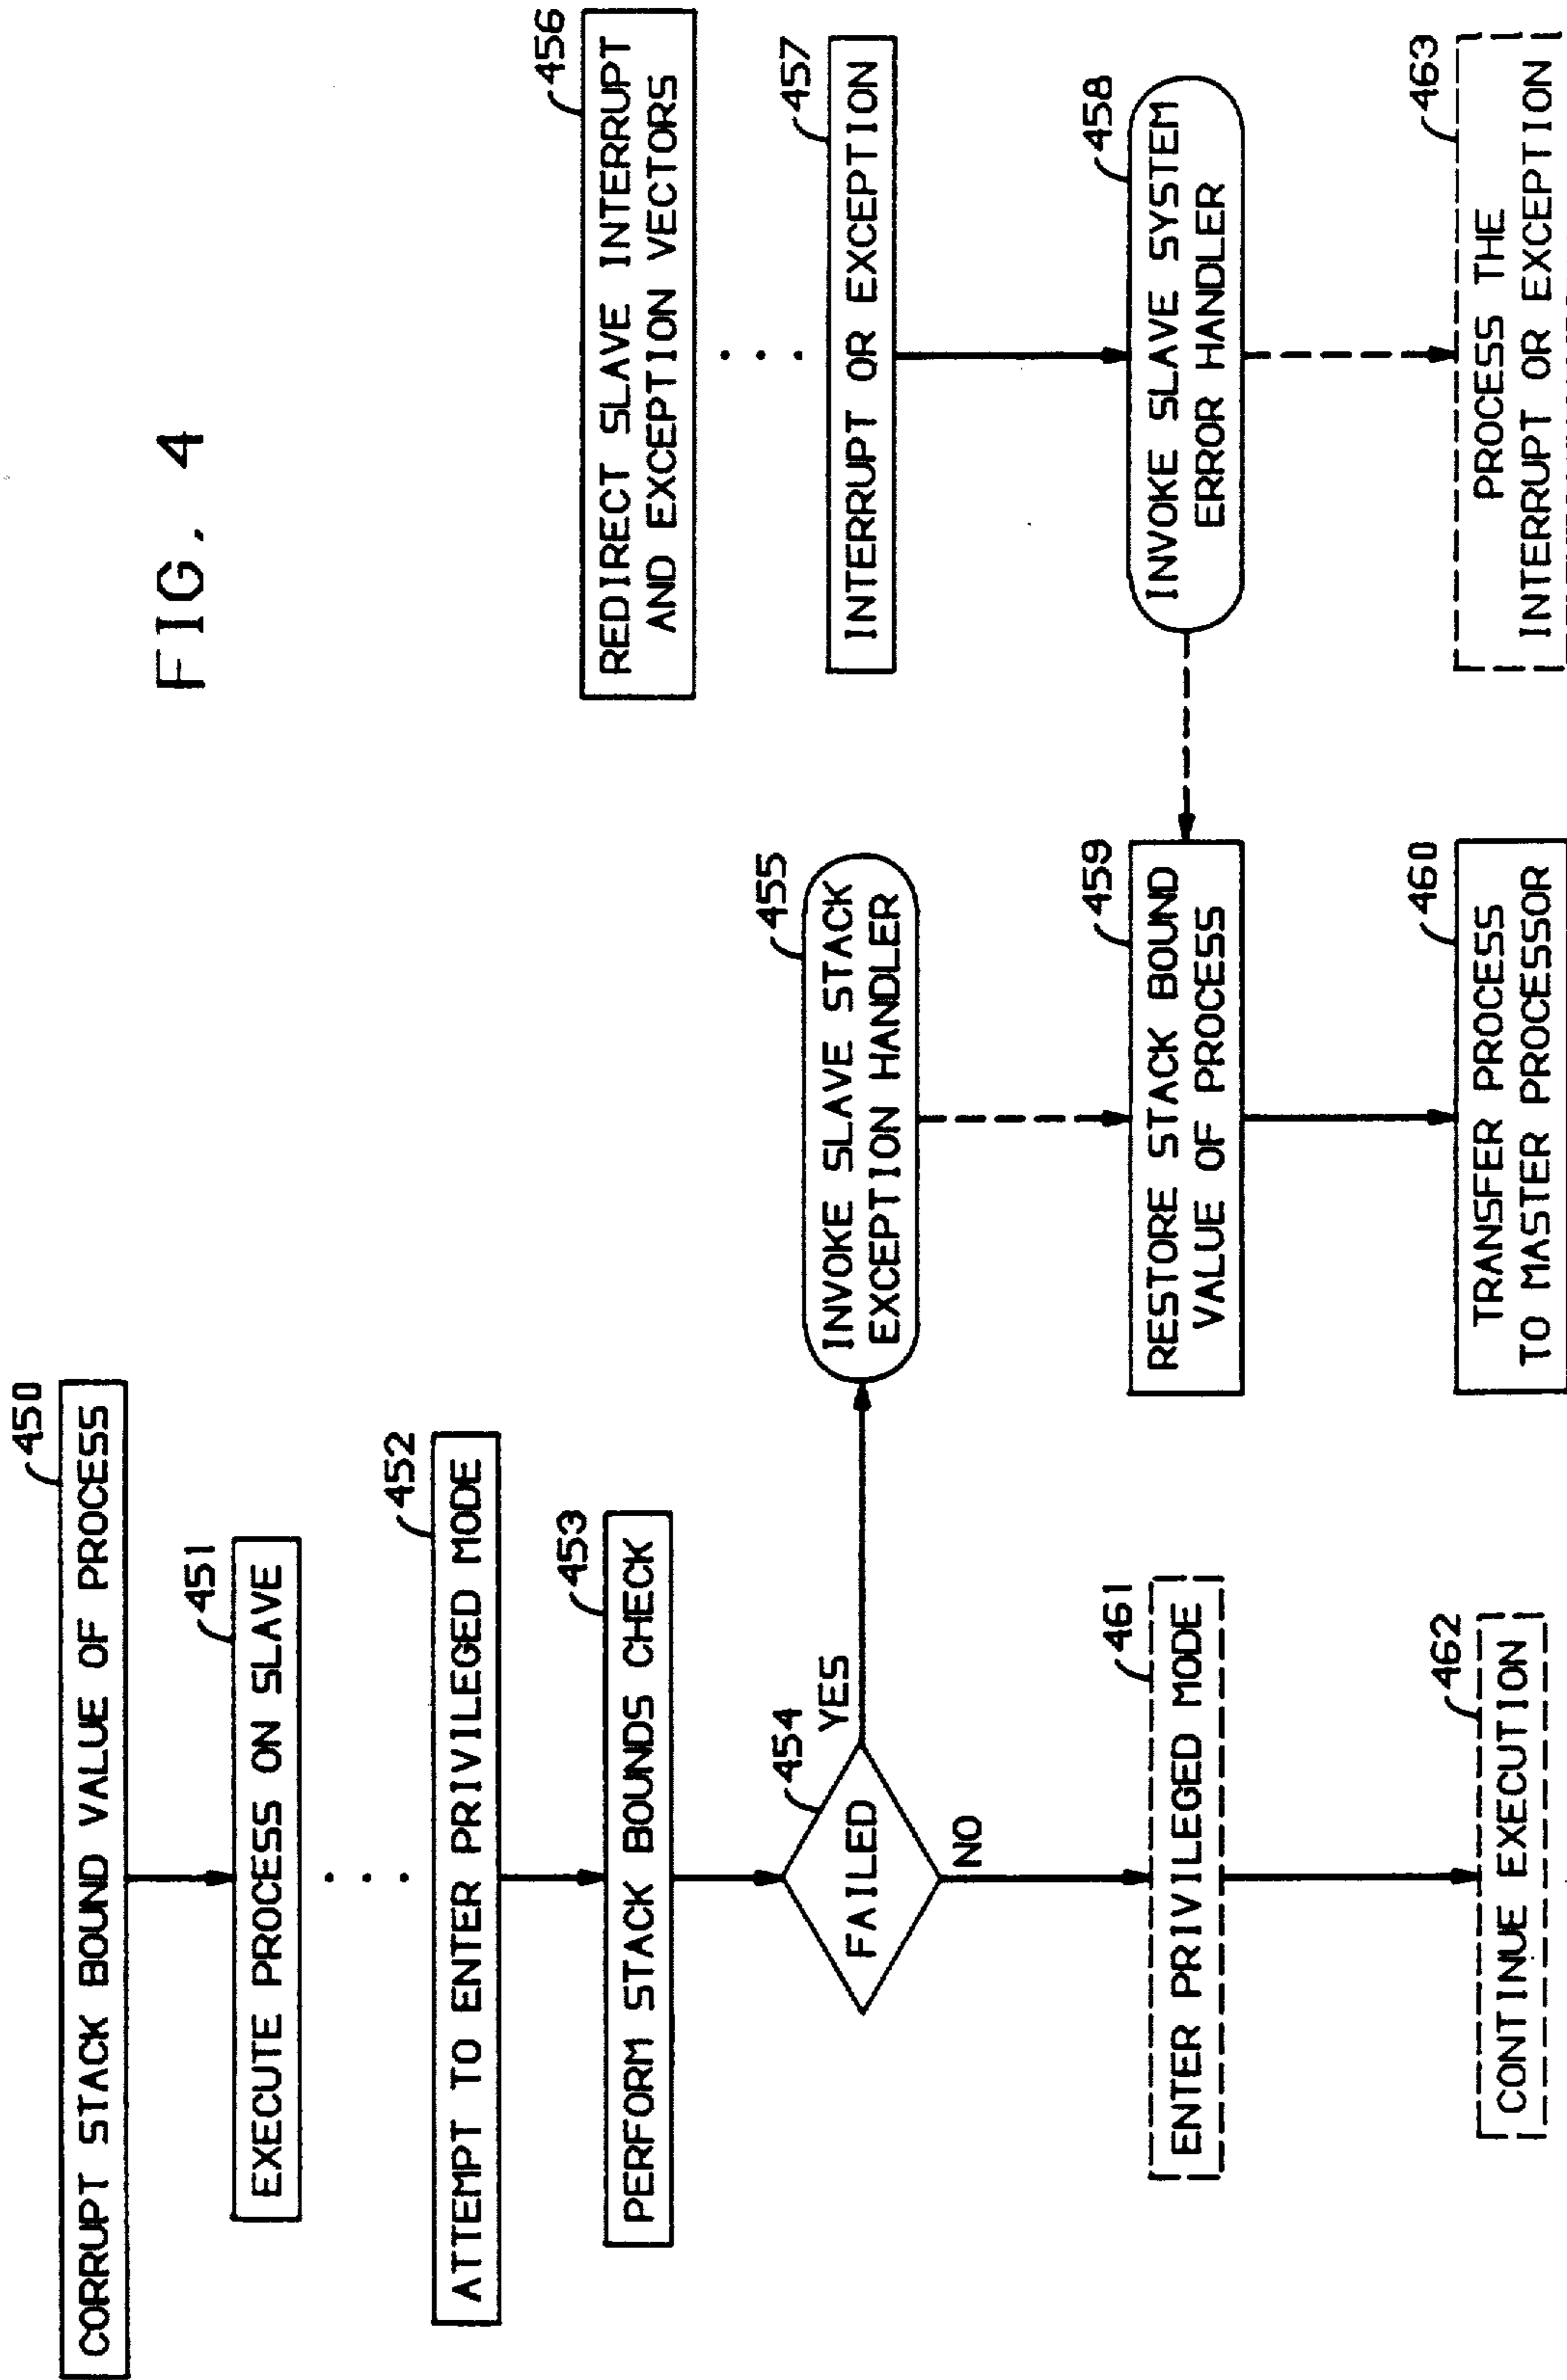 FIG. 4
450
CORRUPT STACK BOUND VALUE OF PROCESS
451
EXECUTE PROCESS ON SLAVE
. . .
452
ATTEMPT TO ENTER PRIVILEGED MODE
453
PERFORM STACK BOUNDS CHECK
454
FAILED
YES
NO
455
INVOKE SLAVE STACK
EXCEPTION HANDLER
456
REDIRECT SLAVE INTERRUPT
AND EXCEPTION VECTORS
. . .
457
INTERRUPT OR EXCEPTION
458
INVOKE SLAVE SYSTEM
ERROR HANDLER
459
RESTORE STACK BOUND
VALUE OF PROCESS
460
TRANSFER PROCESS
TO MASTER PROCESSOR
461
ENTER PRIVILEGED MODE
462
CONTINUE EXECUTION
463
PROCESS THE
INTERRUPT OR EXCEPTION